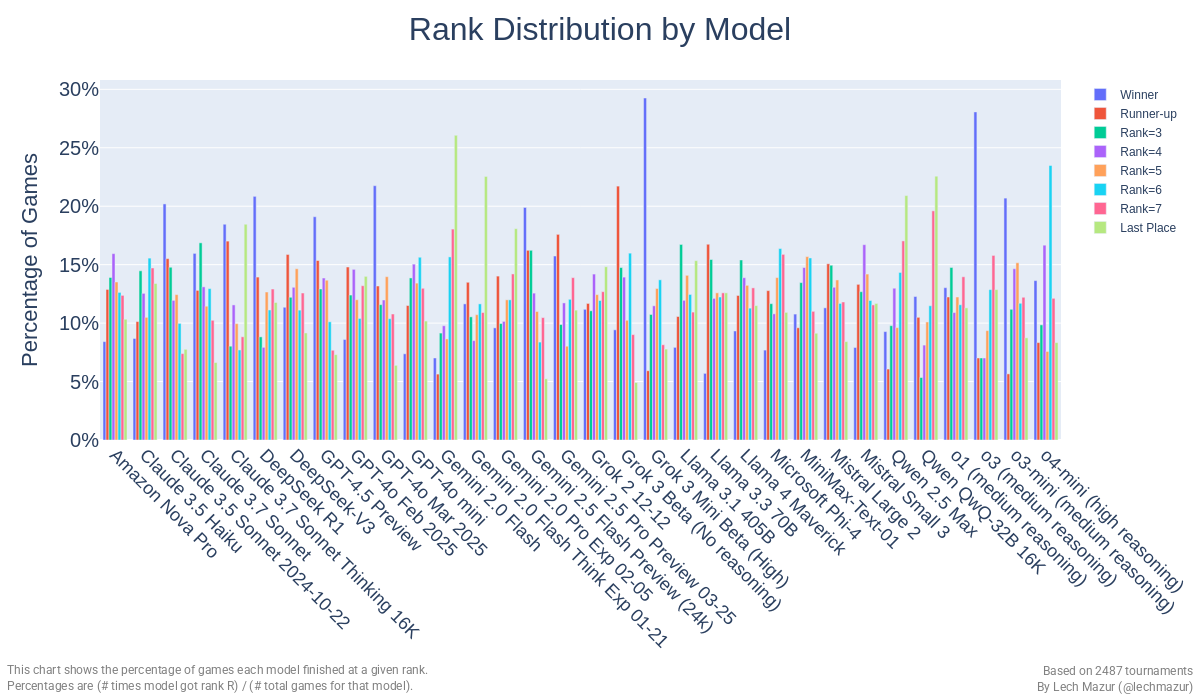 Rank Distribution by Model
Percentage of Games
30%
25%
20%
15%
10%
5%
0%
Winner
Runner-up
Rank=3
Rank=4
Rank=5
Rank=6
Rank=7
Last Place
Amazon Nova Pro
Claude 3.5 Haiku
Claude 3.5 Sonnet 2024-10-22
Claude 3.7 Sonnet
Claude 3.7 Sonnet Thinking 16K
DeepSeek R1
DeepSeek-V3
GPT-4.5 Preview
GPT-4o Feb 2025
GPT-4o Mar 2025
GPT-4o mini
Gemini 2.0 Flash
Gemini 2.0 Flash Think Exp 01-21
Gemini 2.0 Pro Exp 02-05
Gemini 2.5 Flash Preview (24k)
Gemini 2.5 Pro Preview 03-25
Grok 2 12-12
Grok 3 Beta (No reasoning)
Grok 3 Mini Beta (High)
Llama 3.1 405B
Llama 3.3 70B
Llama 4 Maverick
Microsoft Phi-4
MiniMax-Text-01
Mistral Large 2
Mistral Small 3
Qwen 2.5 Max
Qwen QwQ-32B 16K
o1 (medium reasoning)
o3 (medium reasoning)
o3-mini (medium reasoning)
o4-mini (high reasoning)
This chart shows the percentage of games each model finished at a given rank.
Percentages are (# times model got rank R) / (# total games for that model).
Based on 2487 tournaments
By Lech Mazur (@lechmazur)